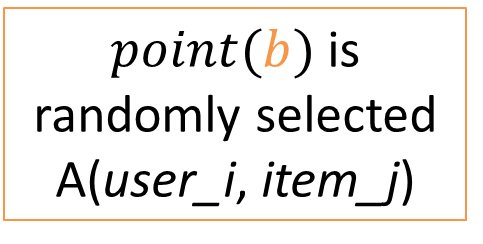 point(b) is
randomly selected
A(user_i, item_j)